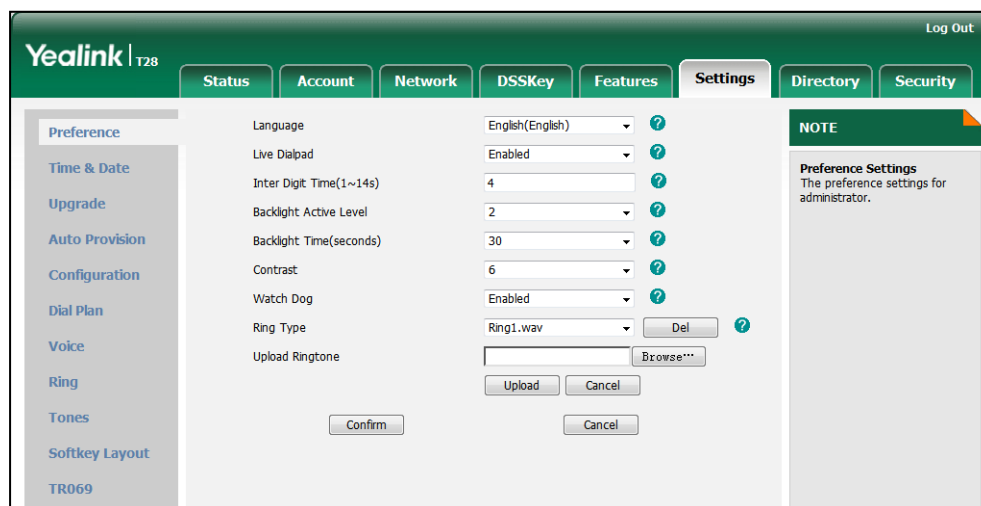 Log Out
Yealink | T28
Status Account Network DSSKey Features Settings Directory Security
Preference
Time & Date
Upgrade
Auto Provision
Configuration
Dial Plan
Voice
Ring
Tones
Softkey Layout
TR069
Language English(English) ?
Live Dialpad Enabled ?
Inter Digit Time(1~14s) 4 ?
Backlight Active Level 2 ?
Backlight Time(seconds) 30 ?
Contrast 6 ?
Watch Dog Enabled ?
Ring Type Ring1.wav Del ?
Upload Ringtone Browse...
Upload Cancel
Confirm Cancel
NOTE
Preference Settings
The preference settings for
administrator.